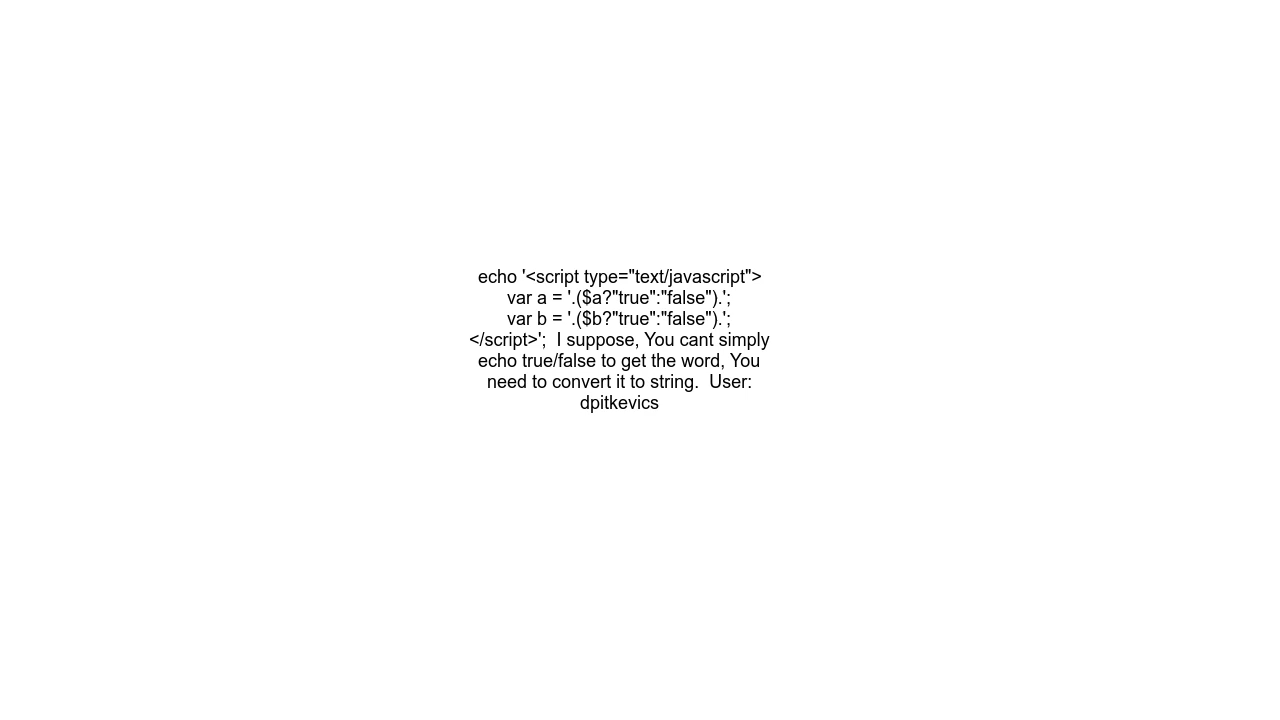 echo '<script type="text/javascript">
var a = '.($a?"true":"false").';
var b = '.($b?"true":"false").';
</script>';  I suppose, You cant simply
echo true/false to get the word, You
need to convert it to string.  User:
dpitkevics